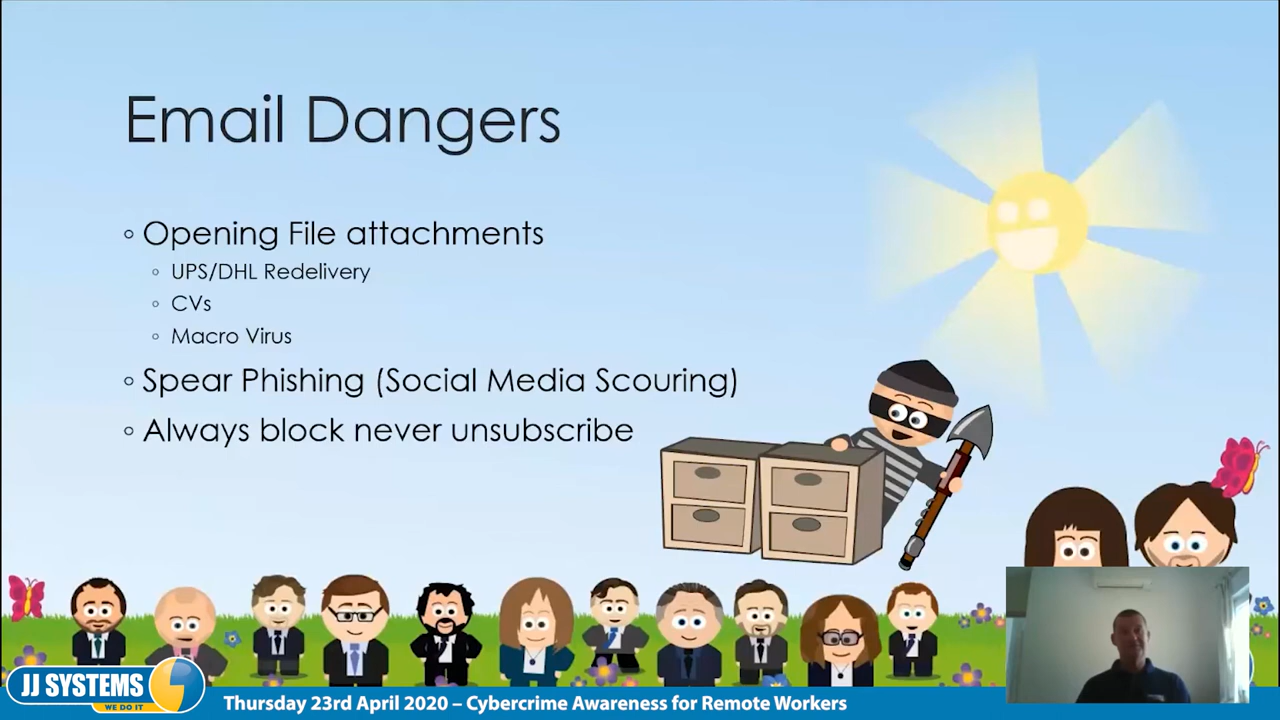 Email Dangers
Opening File attachments
UPS/DHL Redelivery
CVs
Macro Virus
Spear Phishing (Social Media Scouring)
Always block never unsubscribe
JJ SYSTEMS
WE DO IT
Thursday 23rd April 2020 – Cybercrime Awareness for Remote Workers